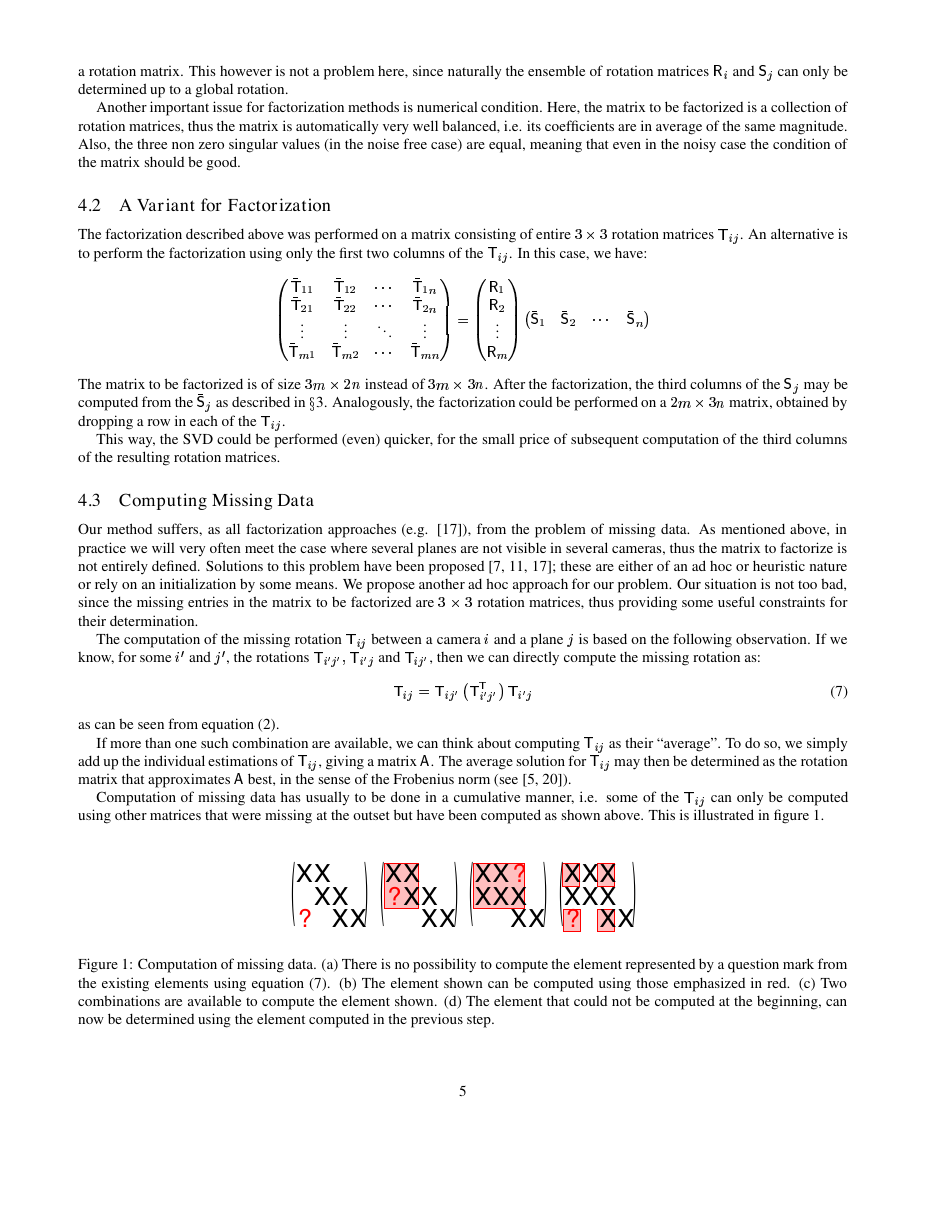 a rotation matrix. This however is not a problem here, since naturally the ensemble of rotation matrices Rᵢ and Sⱼ can only be
determined up to a global rotation.
Another important issue for factorization methods is numerical condition. Here, the matrix to be factorized is a collection of
rotation matrices, thus the matrix is automatically very well balanced, i.e. its coefficients are in average of the same magnitude.
Also, the three non zero singular values (in the noise free case) are equal, meaning that even in the noisy case the condition of
the matrix should be good.
4.2 A Variant for Factorization
The factorization described above was performed on a matrix consisting of entire 3 × 3 rotation matrices Tᵢⱼ. An alternative is
to perform the factorization using only the first two columns of the Tᵢⱼ. In this case, we have:
( T̄₁₁ T̄₁₂ ⋯ T̄₁ₙ ) ( R₁ )
( T̄₂₁ T̄₂₂ ⋯ T̄₂ₙ ) ( R₂ )
( ⋮ ⋮ ⋱ ⋮ ) = ( ⋮ ) (S̄₁ S̄₂ ⋯ S̄ₙ)
( T̄ₘ₁ T̄ₘ₂ ⋯ T̄ₘₙ ) ( Rₘ )
The matrix to be factorized is of size 3m × 2n instead of 3m × 3n. After the factorization, the third columns of the Sⱼ may be
computed from the S̄ⱼ as described in §3. Analogously, the factorization could be performed on a 2m × 3n matrix, obtained by
dropping a row in each of the Tᵢⱼ.
This way, the SVD could be performed (even) quicker, for the small price of subsequent computation of the third columns
of the resulting rotation matrices.
4.3 Computing Missing Data
Our method suffers, as all factorization approaches (e.g. [17]), from the problem of missing data. As mentioned above, in
practice we will very often meet the case where several planes are not visible in several cameras, thus the matrix to factorize is
not entirely defined. Solutions to this problem have been proposed [7, 11, 17]; these are either of an ad hoc or heuristic nature
or rely on an initialization by some means. We propose another ad hoc approach for our problem. Our situation is not too bad,
since the missing entries in the matrix to be factorized are 3 × 3 rotation matrices, thus providing some useful constraints for
their determination.
The computation of the missing rotation Tᵢⱼ between a camera i and a plane j is based on the following observation. If we
know, for some i′ and j′, the rotations Tᵢ′ⱼ′, Tᵢ′ⱼ and Tᵢⱼ′, then we can directly compute the missing rotation as:
Tᵢⱼ = Tᵢⱼ′ (Tᵀᵢ′ⱼ′) Tᵢ′ⱼ (7)
as can be seen from equation (2).
If more than one such combination are available, we can think about computing Tᵢⱼ as their “average”. To do so, we simply
add up the individual estimations of Tᵢⱼ, giving a matrix A. The average solution for Tᵢⱼ may then be determined as the rotation
matrix that approximates A best, in the sense of the Frobenius norm (see [5, 20]).
Computation of missing data has usually to be done in a cumulative manner, i.e. some of the Tᵢⱼ can only be computed
using other matrices that were missing at the outset but have been computed as shown above. This is illustrated in figure 1.
XX XX XX? XXX
XX ?XX XXX XXX
? XX XX XX ? XX
Figure 1: Computation of missing data. (a) There is no possibility to compute the element represented by a question mark from
the existing elements using equation (7). (b) The element shown can be computed using those emphasized in red. (c) Two
combinations are available to compute the element shown. (d) The element that could not be computed at the beginning, can
now be determined using the element computed in the previous step.
5